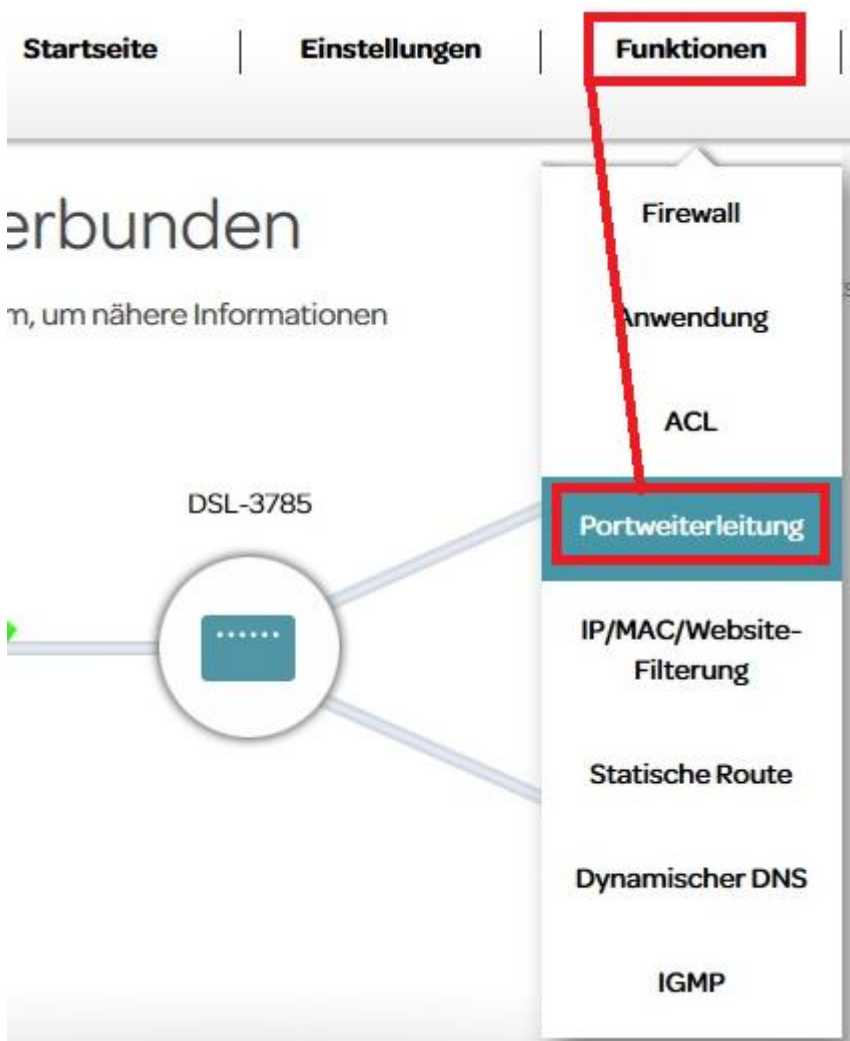 Startseite
Einstellungen
Funktionen
erbunden
m, um nähere Informationen
DSL-3785
Firewall
Anwendung
ACL
Portweiterleitung
IP/MAC/Website-
Filterung
Statische Route
Dynamischer DNS
IGMP